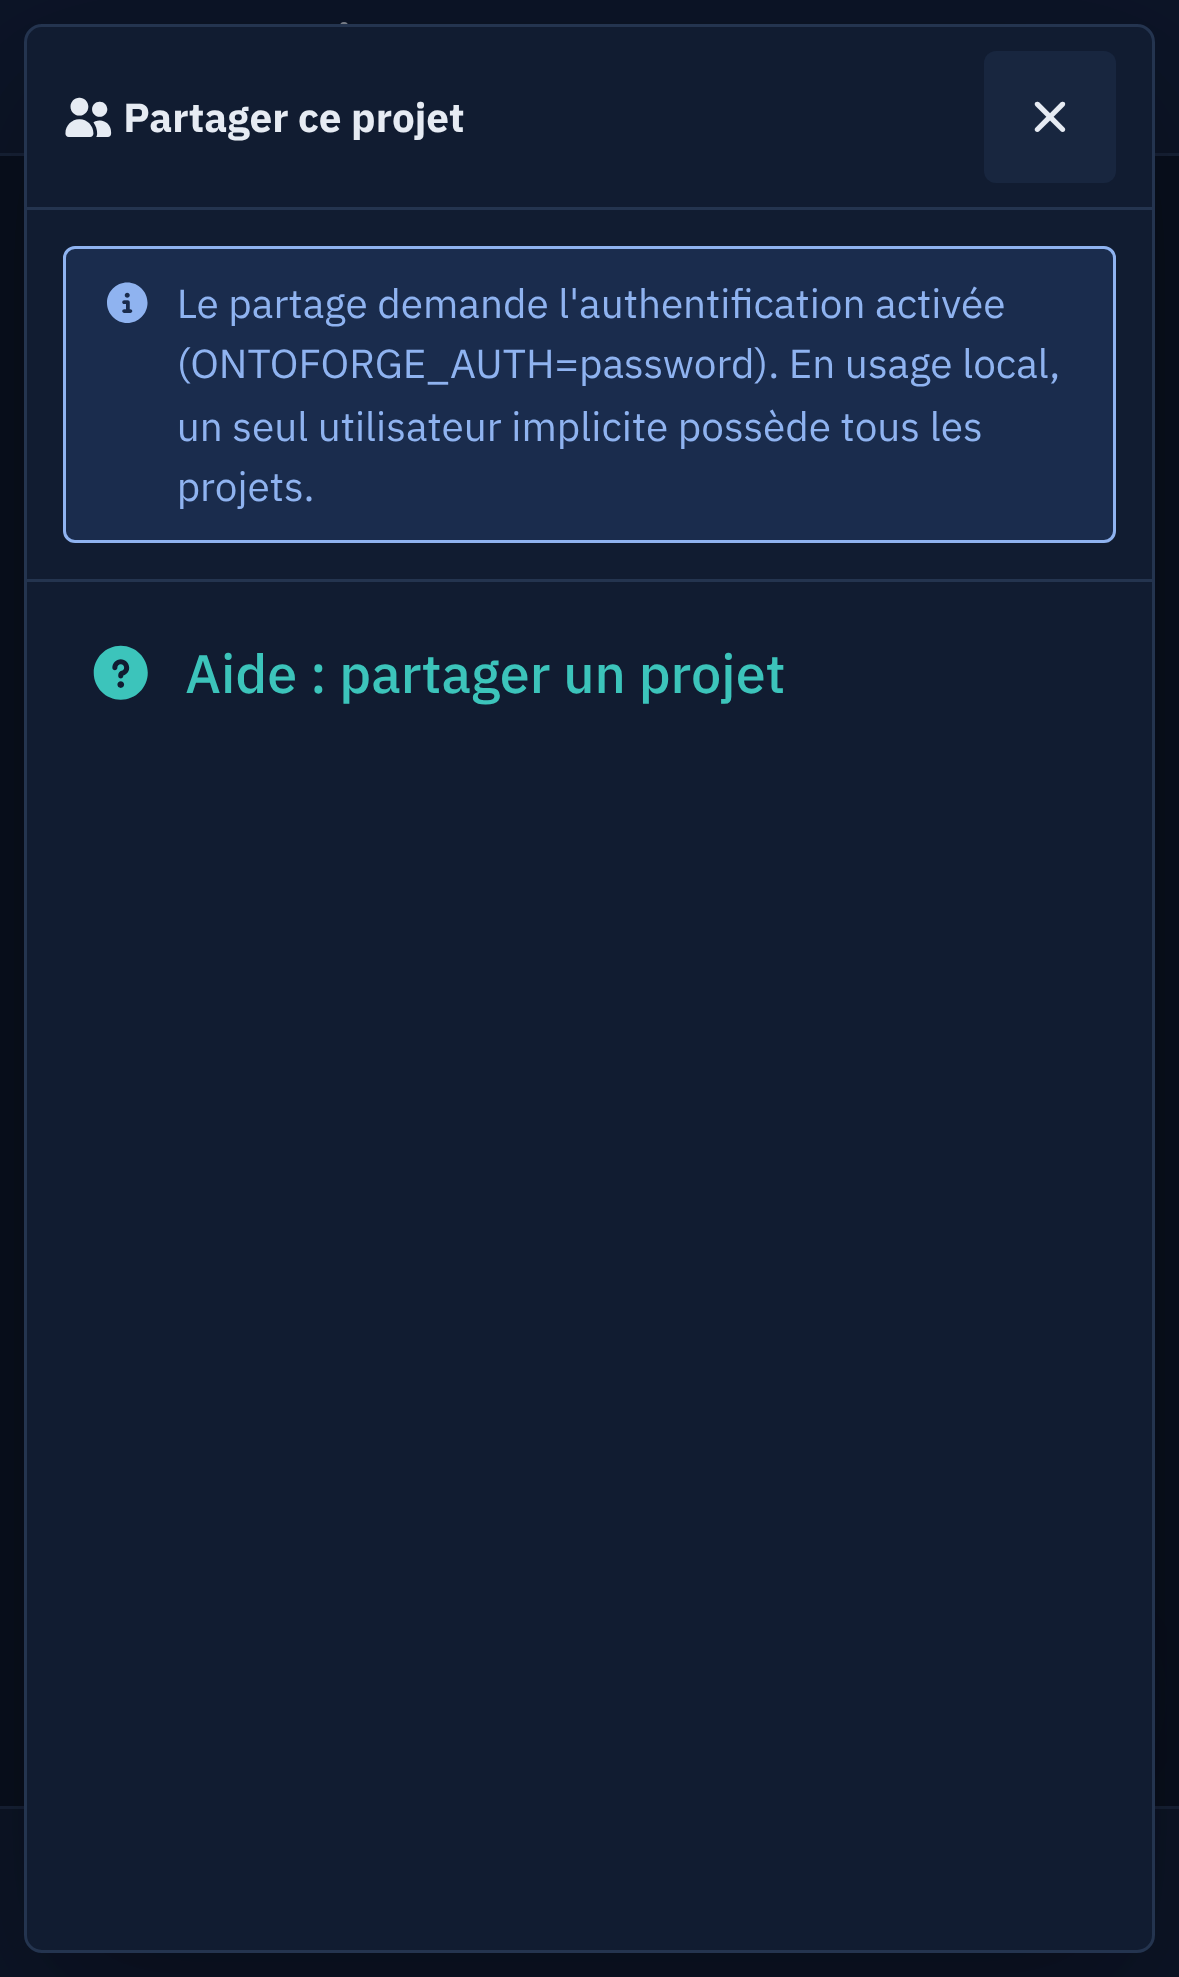 Partager ce projet
Le partage demande l'authentification activée
(ONTOFORGE_AUTH=password). En usage local,
un seul utilisateur implicite possède tous les
projets.
Aide : partager un projet